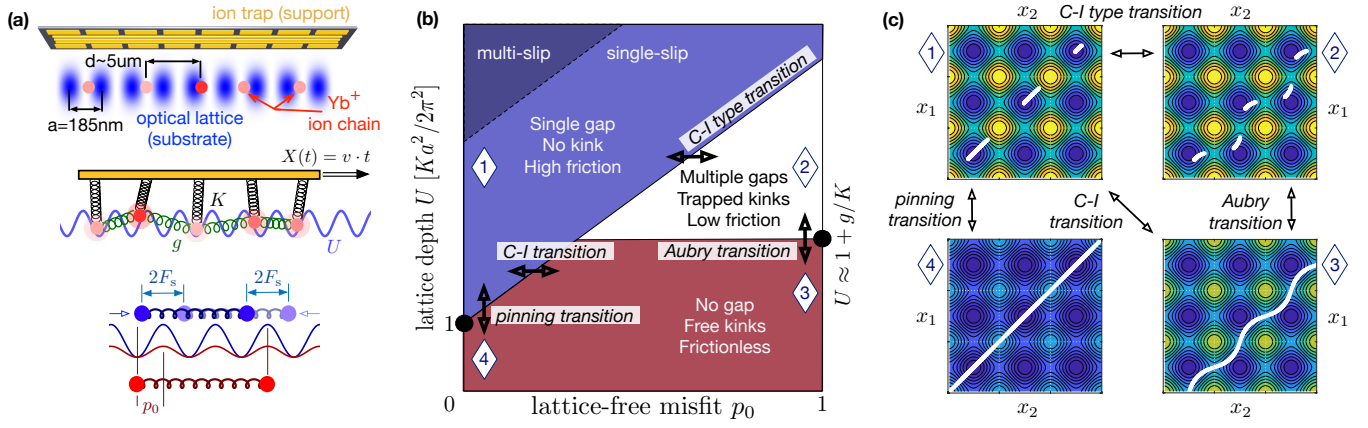 (a)
ion trap (support)
d~5um
a=185nm
optical lattice
(substrate)
Yb⁺
ion chain
X(t) = v · t
K
g
U
2Fₛ
2Fₛ
p₀
(b)
lattice depth U [Ka²/2π²]
multi-slip
single-slip
C-I type transition
Single gap
No kink
High friction
1
2
Multiple gaps
Trapped kinks
Low friction
C-I transition
Aubry transition
U ≈ 1 + g/K
1
pinning transition
3
No gap
Free kinks
Frictionless
4
0
lattice-free misfit p₀
1
(c)
x₂
C-I type transition
x₂
1
2
x₁
x₁
pinning
transition
C-I
transition
Aubry
transition
4
3
x₁
x₁
x₂
x₂